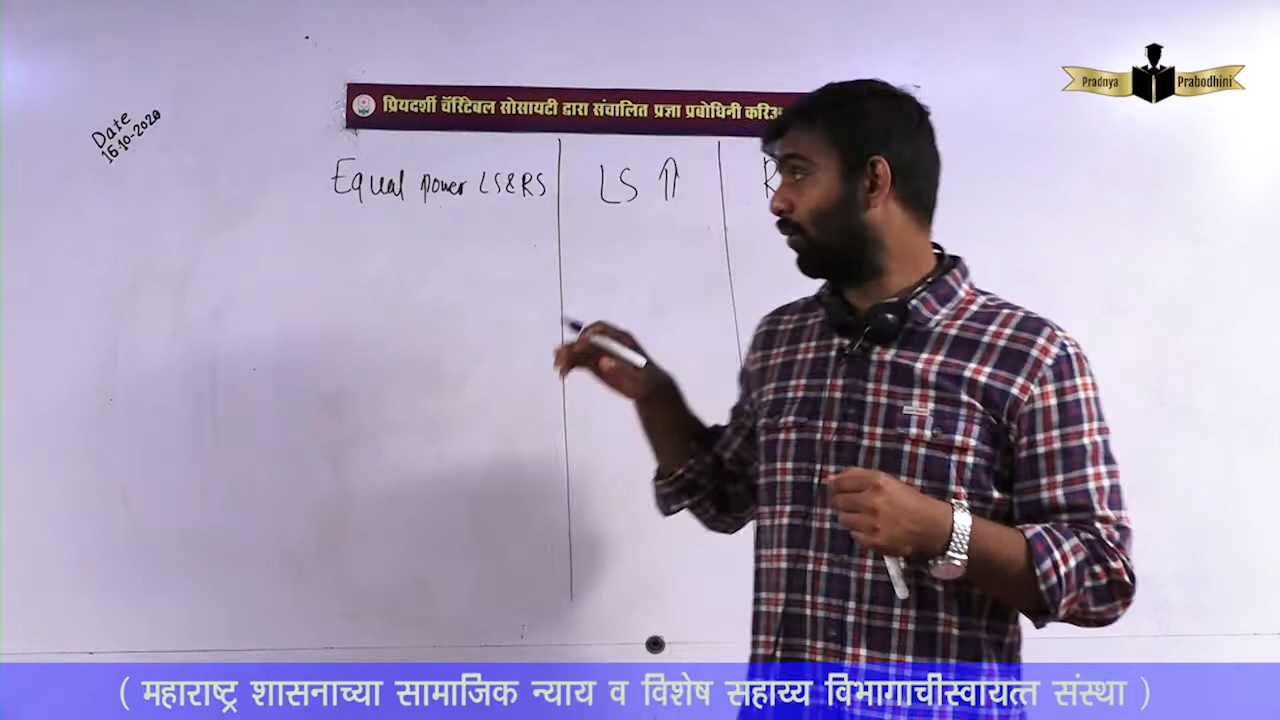 Pradnya Prabodhini
प्रियदर्शी चॅरिटेबल सोसायटी द्वारा संचालित प्रज्ञा प्रबोधिनी
Date
16-10-2020
Equal power LS & RS
LS ⇑
R
( महाराष्ट्र शासनाच्या सामाजिक न्याय व विशेष सहाय्य विभागाचीस्वायत्त संस्था )